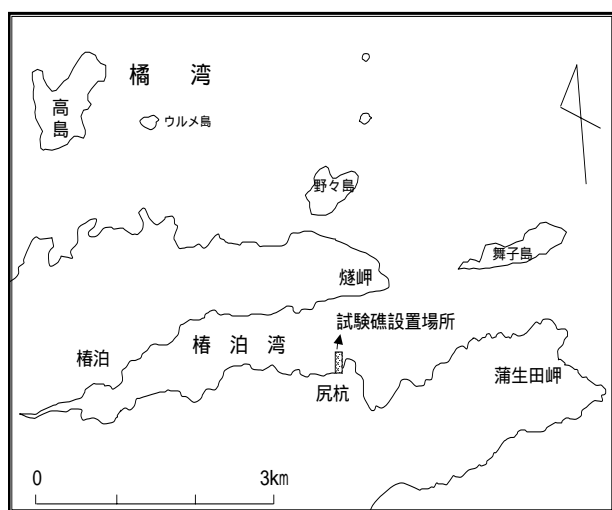 橘 湾
高島
ウルメ島
野々島
舞子島
燧岬
試験礁設置場所
椿泊
椿泊湾
尻杭
蒲生田岬
0 3km